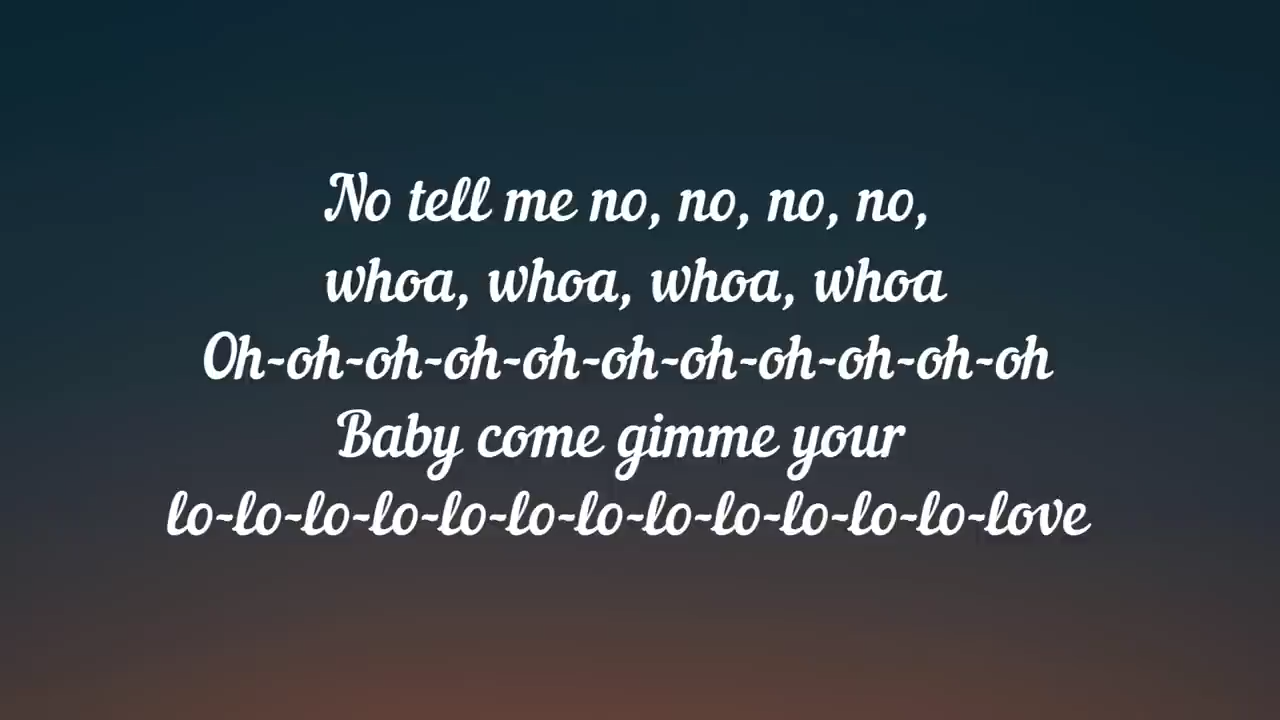 No tell me no, no, no, no,
whoa, whoa, whoa, whoa
Oh-oh-oh-oh-oh-oh-oh-oh-oh-oh-oh
Baby come gimme your
lo-lo-lo-lo-lo-lo-lo-lo-lo-lo-lo-lo-love